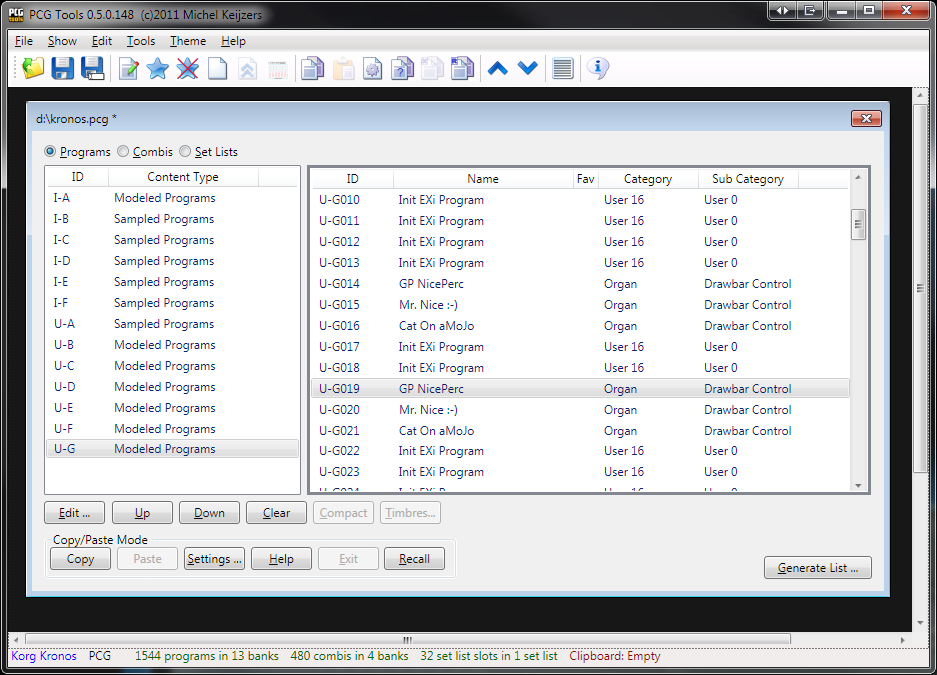 PCG Tools 0.5.0.148 (c)2011 Michel Keijzers
File Show Edit Tools Theme Help
d:\kronos.pcg *
Programs Combis Set Lists
ID Content Type
I-A Modeled Programs
I-B Sampled Programs
I-C Sampled Programs
I-D Sampled Programs
I-E Sampled Programs
I-F Sampled Programs
U-A Sampled Programs
U-B Modeled Programs
U-C Modeled Programs
U-D Modeled Programs
U-E Modeled Programs
U-F Modeled Programs
U-G Modeled Programs
ID Name Fav Category Sub Category
U-G010 Init EXi Program User 16 User 0
U-G011 Init EXi Program User 16 User 0
U-G012 Init EXi Program User 16 User 0
U-G013 Init EXi Program User 16 User 0
U-G014 GP NicePerc Organ Drawbar Control
U-G015 Mr. Nice :-) Organ Drawbar Control
U-G016 Cat On aMoJo Organ Drawbar Control
U-G017 Init EXi Program User 16 User 0
U-G018 Init EXi Program User 16 User 0
U-G019 GP NicePerc Organ Drawbar Control
U-G020 Mr. Nice :-) Organ Drawbar Control
U-G021 Cat On aMoJo Organ Drawbar Control
U-G022 Init EXi Program User 16 User 0
U-G023 Init EXi Program User 16 User 0
Edit ... Up Down Clear Compact Timbres...
Copy/Paste Mode
Copy Paste Settings ... Help Exit Recall
Generate List ...
Korg Kronos PCG 1544 programs in 13 banks 480 combis in 4 banks 32 set list slots in 1 set list Clipboard: Empty